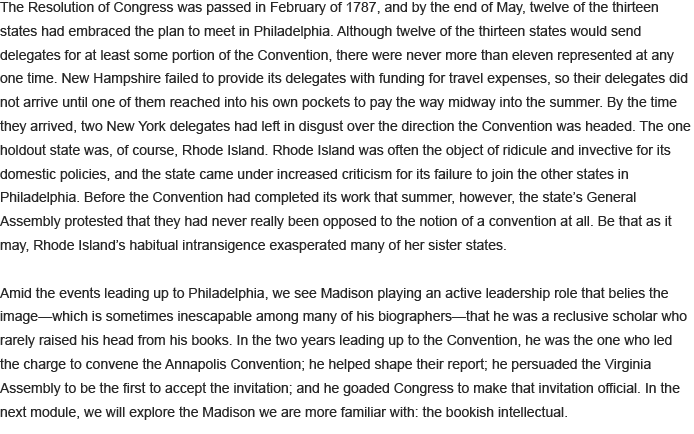 The Resolution of Congress was passed in February of 1787, and by the end of May, twelve of the thirteen
states had embraced the plan to meet in Philadelphia. Although twelve of the thirteen states would send
delegates for at least some portion of the Convention, there were never more than eleven represented at any
one time. New Hampshire failed to provide its delegates with funding for travel expenses, so their delegates did
not arrive until one of them reached into his own pockets to pay the way midway into the summer. By the time
they arrived, two New York delegates had left in disgust over the direction the Convention was headed. The one
holdout state was, of course, Rhode Island. Rhode Island was often the object of ridicule and invective for its
domestic policies, and the state came under increased criticism for its failure to join the other states in
Philadelphia. Before the Convention had completed its work that summer, however, the state’s General
Assembly protested that they had never really been opposed to the notion of a convention at all. Be that as it
may, Rhode Island’s habitual intransigence exasperated many of her sister states.
Amid the events leading up to Philadelphia, we see Madison playing an active leadership role that belies the
image—which is sometimes inescapable among many of his biographers—that he was a reclusive scholar who
rarely raised his head from his books. In the two years leading up to the Convention, he was the one who led
the charge to convene the Annapolis Convention; he helped shape their report; he persuaded the Virginia
Assembly to be the first to accept the invitation; and he goaded Congress to make that invitation official. In the
next module, we will explore the Madison we are more familiar with: the bookish intellectual.